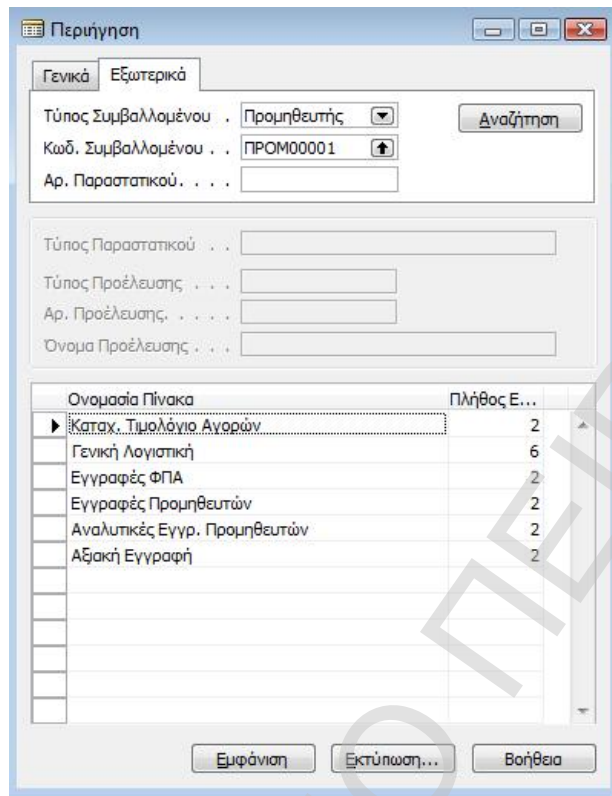 Περιήγηση
Γενικά Εξωτερικά
Τύπος Συμβαλλομένου . Προμηθευτής Αναζήτηση
Κωδ. Συμβαλλομένου . . ΠΡΟΜ00001
Αρ. Παραστατικού. . . .
Τύπος Παραστατικού . .
Τύπος Προέλευσης . . .
Αρ. Προέλευσης. . . . .
Όνομα Προέλευσης . . .
Ονομασία Πίνακα Πλήθος Ε...
Καταχ. Τιμολόγιο Αγορών 2
Γενική Λογιστική 6
Εγγραφές ΦΠΑ 2
Εγγραφές Προμηθευτών 2
Αναλυτικές Εγγρ. Προμηθευτών 2
Αξιακή Εγγραφή 2
Εμφάνιση Εκτύπωση... Βοήθεια